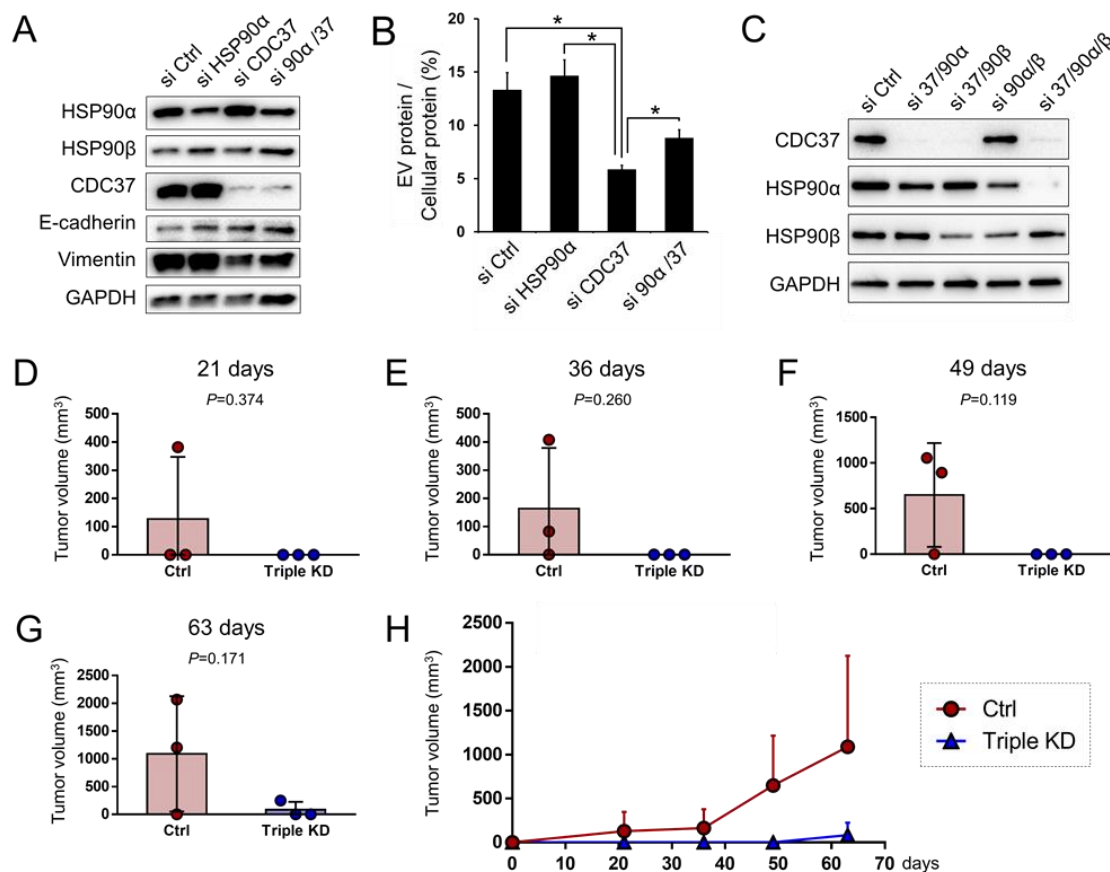 A
si Ctrl
si HSP90α
si CDC37
si 90α /37
HSP90α
HSP90β
CDC37
E-cadherin
Vimentin
GAPDH
B
EV protein /
Cellular protein (%)
20
15
10
5
0
*
*
*
si Ctrl
si HSP90α
si CDC37
si 90α /37
C
si Ctrl
si 37/90α
si 37/90β
si 90α/β
si 37/90α/β
CDC37
HSP90α
HSP90β
GAPDH
D
21 days
P=0.374
Tumor volume (mm³)
500
400
300
200
100
0
Ctrl
Triple KD
E
36 days
P=0.260
Tumor volume (mm³)
500
400
300
200
100
0
Ctrl
Triple KD
F
49 days
P=0.119
Tumor volume (mm³)
1500
1000
500
0
Ctrl
Triple KD
G
63 days
P=0.171
Tumor volume (mm³)
2500
2000
1500
1000
500
0
Ctrl
Triple KD
H
Tumor volume (mm³)
2500
2000
1500
1000
500
0
0 10 20 30 40 50 60 70 days
Ctrl
Triple KD